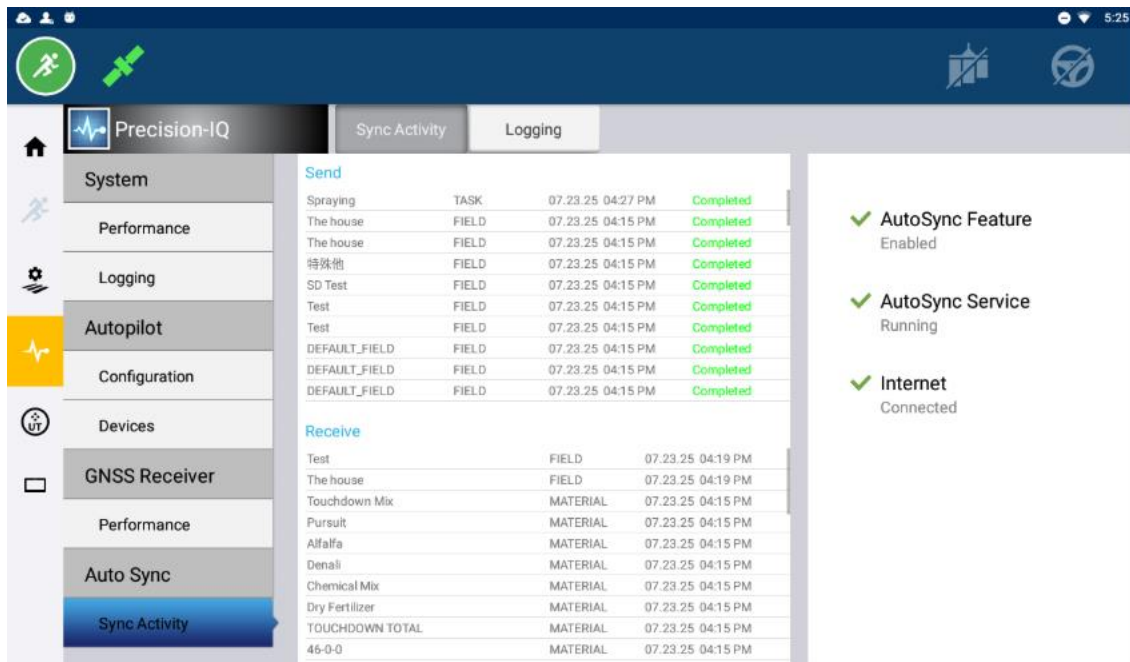 5:25
Precision-IQ
Sync Activity
Logging
System
Performance
Logging
Autopilot
Configuration
UT
Devices
GNSS Receiver
Performance
Auto Sync
Sync Activity
Send
Spraying TASK 07.23.25 04:27 PM Completed
The house FIELD 07.23.25 04:15 PM Completed
The house FIELD 07.23.25 04:15 PM Completed
特殊他 FIELD 07.23.25 04:15 PM Completed
SD Test FIELD 07.23.25 04:15 PM Completed
Test FIELD 07.23.25 04:15 PM Completed
Test FIELD 07.23.25 04:15 PM Completed
DEFAULT_FIELD FIELD 07.23.25 04:15 PM Completed
DEFAULT_FIELD FIELD 07.23.25 04:15 PM Completed
DEFAULT_FIELD FIELD 07.23.25 04:15 PM Completed
Receive
Test FIELD 07.23.25 04:19 PM
The house FIELD 07.23.25 04:19 PM
Touchdown Mix MATERIAL 07.23.25 04:15 PM
Pursuit MATERIAL 07.23.25 04:15 PM
Alfalfa MATERIAL 07.23.25 04:15 PM
Denali MATERIAL 07.23.25 04:15 PM
Chemical Mix MATERIAL 07.23.25 04:15 PM
Dry Fertilizer MATERIAL 07.23.25 04:15 PM
TOUCHDOWN TOTAL MATERIAL 07.23.25 04:15 PM
46-0-0 MATERIAL 07.23.25 04:15 PM
AutoSync Feature
Enabled
AutoSync Service
Running
Internet
Connected